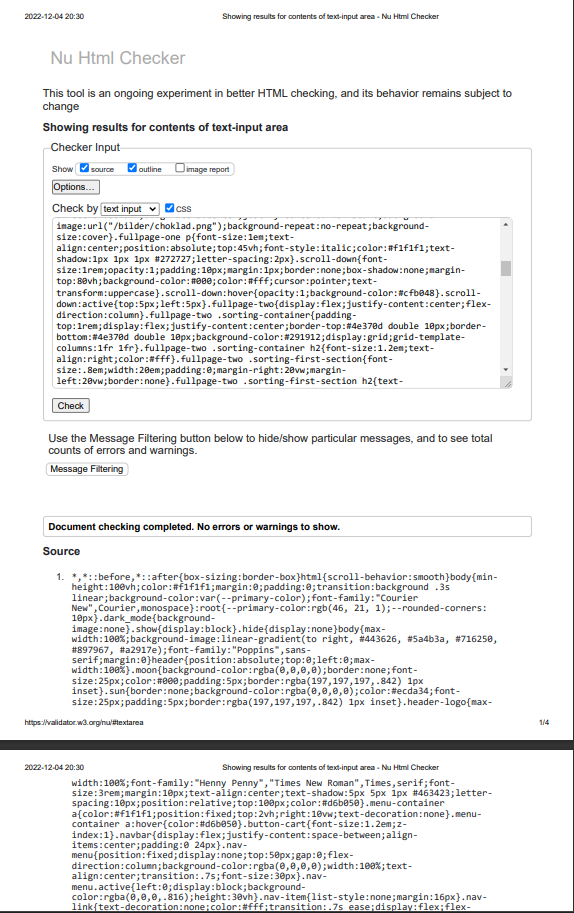 2022-12-04 20:30 Showing results for contents of text-input area - Nu Html Checker
Nu Html Checker
This tool is an ongoing experiment in better HTML checking, and its behavior remains subject to
change
Showing results for contents of text-input area
Checker Input
Show source outline image report
Options...
Check by text input css
image:url("/bilder/choklad.png");background-repeat:no-repeat;background-
size:cover}.fullpage-one p{font-size:1em;text-
align:center;position:absolute;top:45vh;font-style:italic;color:#f1f1f1;text-
shadow:1px 1px 1px #272727;letter-spacing:2px}.scroll-down{font-
size:1rem;opacity:1;padding:10px;margin:1px;border:none;box-shadow:none;margin-
top:80vh;background-color:#000;color:#fff;cursor:pointer;text-
transform:uppercase}.scroll-down:hover{opacity:1;background-color:#cfb048}.scroll-
down:active{top:5px;left:5px}.fullpage-two{display:flex;justify-content:center;flex-
direction:column}.fullpage-two .sorting-container{padding-
top:1rem;display:flex;justify-content:center;border-top:#4e370d double 10px;border-
bottom:#4e370d double 10px;background-color:#291912;display:grid;grid-template-
columns:1fr 1fr}.fullpage-two .sorting-container h2{font-size:1.2em;text-
align:right;color:#fff}.fullpage-two .sorting-first-section{font-
size:.8em;width:20em;padding:0;margin-right:20vw;margin-
left:20vw;border:none}.fullpage-two .sorting-first-section h2{text-
Check
Use the Message Filtering button below to hide/show particular messages, and to see total
counts of errors and warnings.
Message Filtering
Document checking completed. No errors or warnings to show.
Source
1. *,*::before,*::after{box-sizing:border-box}html{scroll-behavior:smooth}body{min-
height:100vh;color:#f1f1f1;margin:0;padding:0;transition:background .3s
linear;background-color:var(--primary-color);font-family:"Courier
New",Courier,monospace}:root{--primary-color:rgb(46, 21, 1);--rounded-corners:
10px}.dark_mode{background-
image:none}.show{display:block}.hide{display:none}body{max-
width:100%;background-image:linear-gradient(to right, #443626, #5a4b3a, #716250,
#897967, #a2917e);font-family:"Poppins",sans-
serif;margin:0}header{position:absolute;top:0;left:0;max-
width:100%}.moon{background-color:rgba(0,0,0,0);border:none;font-
size:25px;color:#000;padding:5px;border:rgba(197,197,197,.842) 1px
inset}.sun{border:none;background-color:rgba(0,0,0,0);color:#ecda34;font-
size:25px;padding:5px;border:rgba(197,197,197,.842) 1px inset}.header-logo{max-
https://validator.w3.org/nu/#textarea 1/4
2022-12-04 20:30 Showing results for contents of text-input area - Nu Html Checker
width:100%;font-family:"Henny Penny","Times New Roman",Times,serif;font-
size:3rem;margin:10px;text-align:center;text-shadow:5px 5px 1px #463423;letter-
spacing:10px;position:relative;top:100px;color:#d6b050}.menu-container
a{color:#f1f1f1;position:fixed;top:2vh;right:10vw;text-decoration:none}.menu-
container a:hover{color:#d6b050}.button-cart{font-size:1.2em;z-
index:1}.navbar{display:flex;justify-content:space-between;align-
items:center;padding:0 24px}.nav-
menu{position:fixed;display:none;top:50px;gap:0;flex-
direction:column;background-color:rgba(0,0,0,0);width:100%;text-
align:center;transition:.7s;font-size:30px}.nav-
menu.active{left:0;display:block;background-
color:rgba(0,0,0,.816);height:30vh}.nav-item{list-style:none;margin:16px}.nav-
link{text-decoration:none;color:#fff;transition:.7s ease;display:flex;flex-